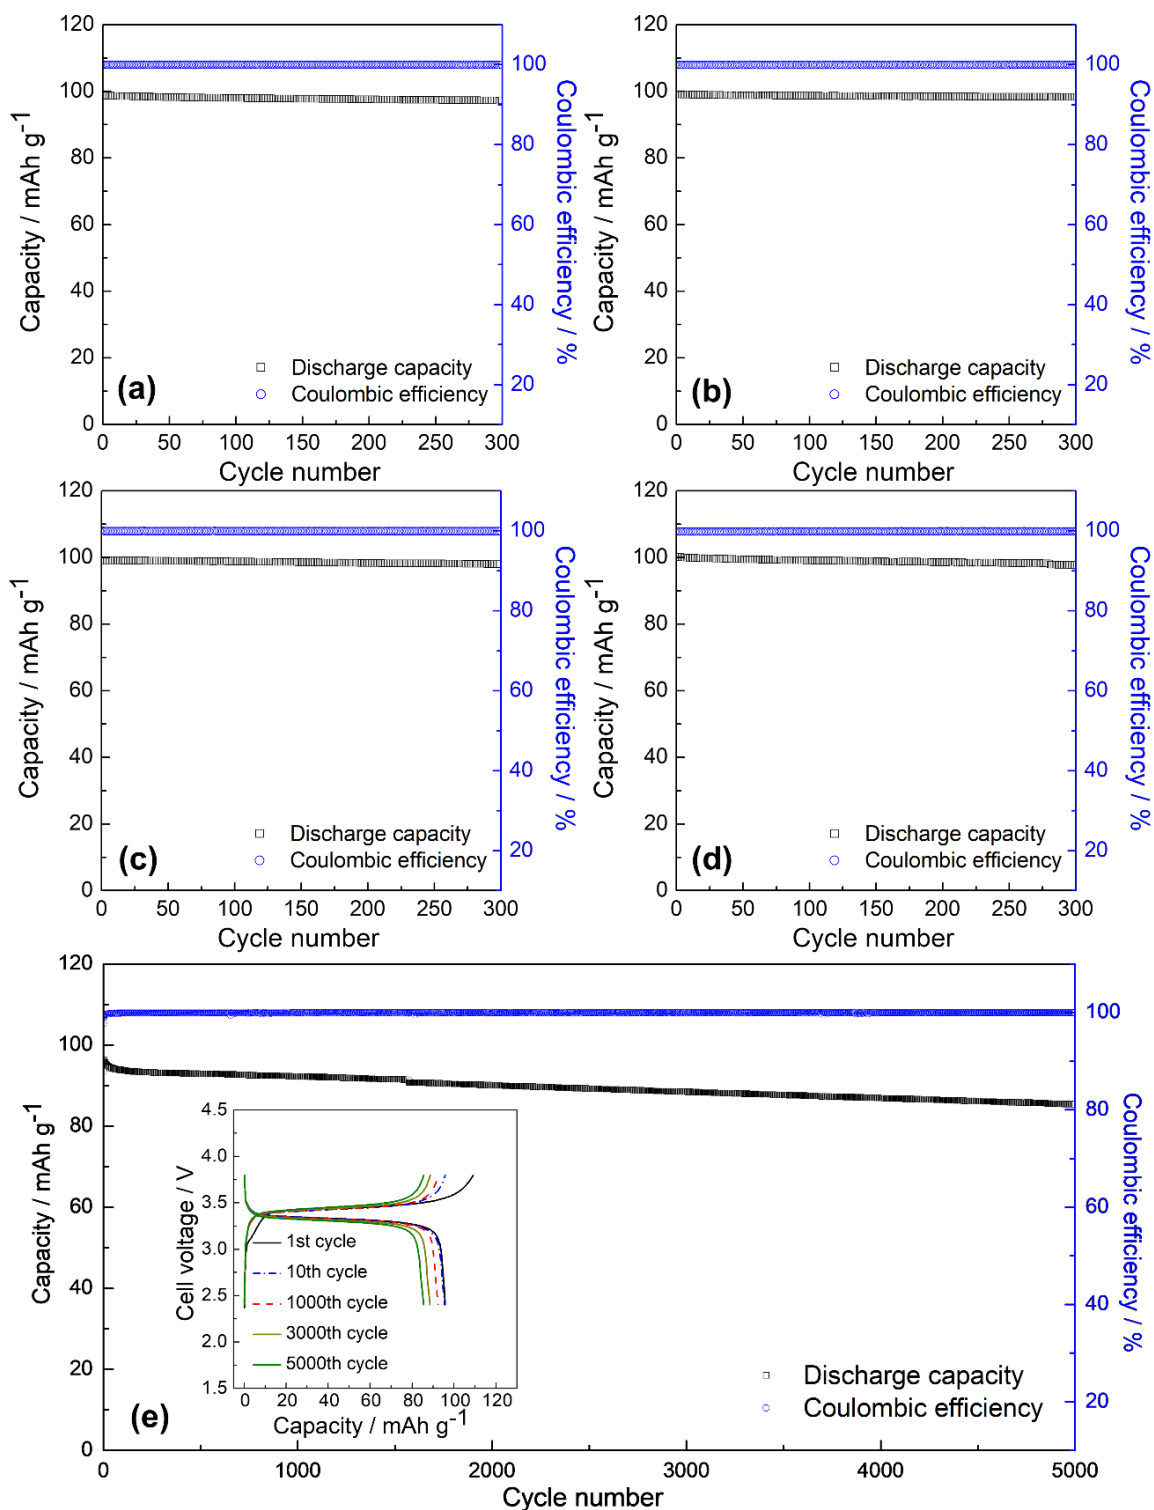 120
100
80
60
40
20
0
Capacity / mAh g⁻¹
100
80
60
40
20
Coulombic efficiency / %
Discharge capacity
Coulombic efficiency
(a)
0 50 100 150 200 250 300
Cycle number
120
100
80
60
40
20
0
Capacity / mAh g⁻¹
100
80
60
40
20
Coulombic efficiency / %
Discharge capacity
Coulombic efficiency
(b)
0 50 100 150 200 250 300
Cycle number
120
100
80
60
40
20
0
Capacity / mAh g⁻¹
100
80
60
40
20
Coulombic efficiency / %
Discharge capacity
Coulombic efficiency
(c)
0 50 100 150 200 250 300
Cycle number
120
100
80
60
40
20
0
Capacity / mAh g⁻¹
100
80
60
40
20
Coulombic efficiency / %
Discharge capacity
Coulombic efficiency
(d)
0 50 100 150 200 250 300
Cycle number
120
100
80
60
40
20
0
Capacity / mAh g⁻¹
100
80
60
40
20
Coulombic efficiency / %
4.5
4.0
3.5
3.0
2.5
2.0
1.5
Cell voltage / V
1st cycle
10th cycle
1000th cycle
3000th cycle
5000th cycle
0 20 40 60 80 100 120
Capacity / mAh g⁻¹
Discharge capacity
Coulombic efficiency
(e)
0 1000 2000 3000 4000 5000
Cycle number